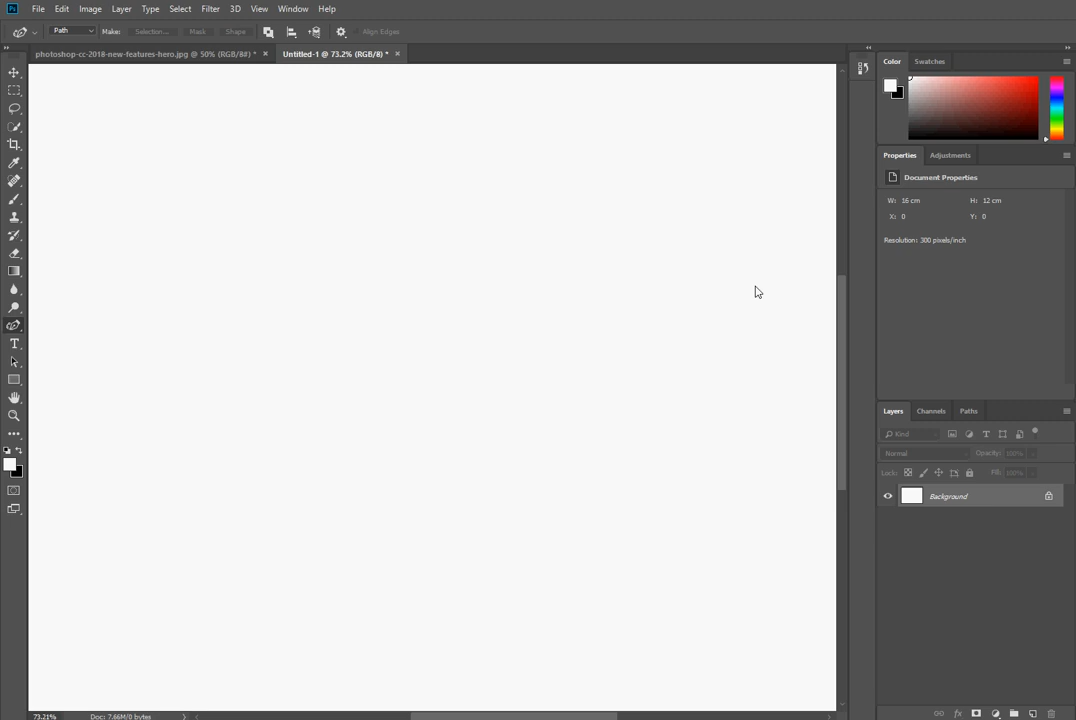 Ps File Edit Image Layer Type Select Filter 3D View Window Help
Path Make: Selection... Mask Shape Align Edges
photoshop-cc-2018-new-features-hero.jpg @ 50% (RGB/8#) * × Untitled-1 @ 73.2% (RGB/8) * ×
Color Swatches
Properties Adjustments
Document Properties
W: 16 cm H: 12 cm
X: 0 Y: 0
Resolution: 300 pixels/inch
Layers Channels Paths
Kind
Normal Opacity: 100%
Lock: Fill: 100%
Background
73.21% Doc: 7.66M/0 bytes